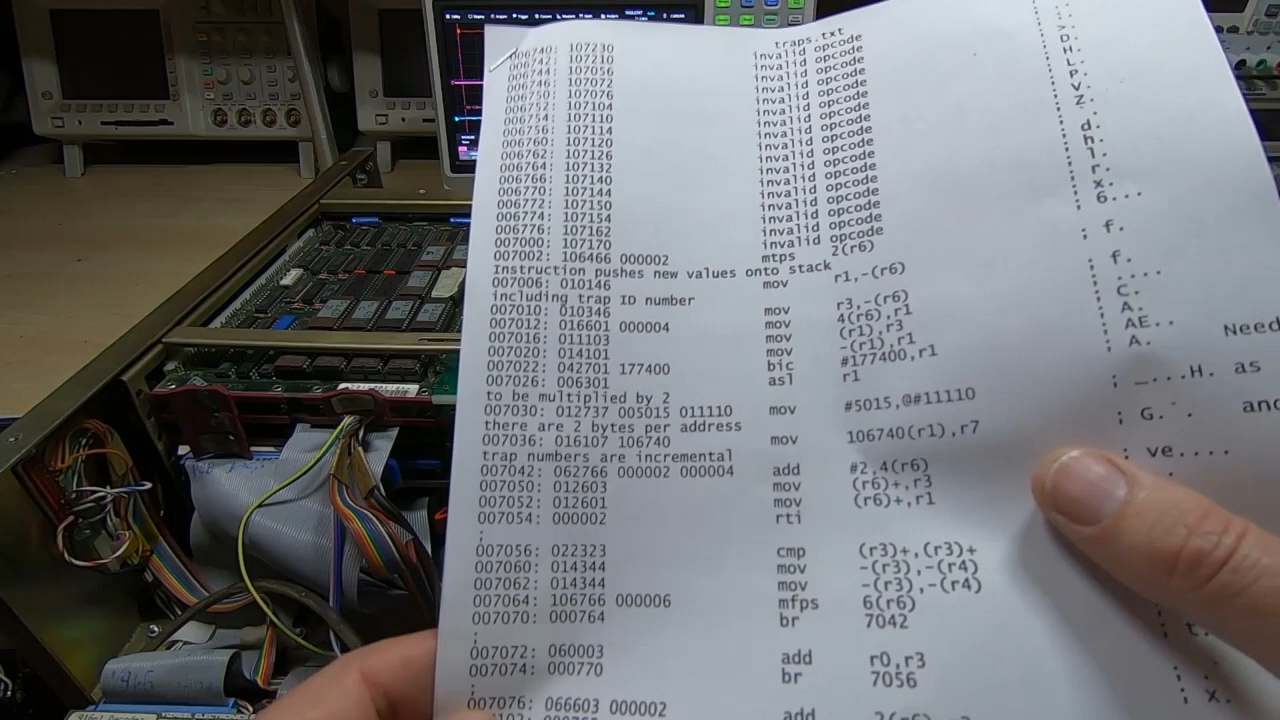 traps.txt
006740: 107230 invalid opcode
006742: 107210 invalid opcode
006744: 107056 invalid opcode
006746: 107072 invalid opcode
006750: 107076 invalid opcode
006752: 107104 invalid opcode
006754: 107110 invalid opcode
006756: 107114 invalid opcode
006760: 107120 invalid opcode
006762: 107126 invalid opcode
006764: 107132 invalid opcode
006766: 107140 invalid opcode
006770: 107144 invalid opcode
006772: 107150 invalid opcode
006774: 107154 invalid opcode
006776: 107162 invalid opcode
007000: 107170 invalid opcode
007002: 106466 000002 mtps 2(r6) ; f.
Instruction pushes new values onto stack
007006: 010146 mov r1,-(r6) ; f.
including trap ID number
007010: 010346 mov r3,-(r6)
007012: 016601 000004 mov 4(r6),r1
007016: 011103 mov (r1),r3
007020: 014101 mov -(r1),r1
007022: 042701 177400 bic #177400,r1
007026: 006301 asl r1 Need
to be multiplied by 2
007030: 012737 005015 011110 mov #5015,@#11110 ; _...H. as
there are 2 bytes per address
007036: 016107 106740 mov 106740(r1),r7 ; G.`. and
trap numbers are incremental
007042: 062766 000002 000004 add #2,4(r6) ; ve....
007050: 012603 mov (r6)+,r3
007052: 012601 mov (r6)+,r1
007054: 000002 rti
;
007056: 022323 cmp (r3)+,(r3)+
007060: 014344 mov -(r3),-(r4)
007062: 014344 mov -(r3),-(r4)
007064: 106766 000006 mfps 6(r6)
007070: 000764 br 7042
;
007072: 060003 add r0,r3
007074: 000770 br 7056
;
007076: 066603 000002 add